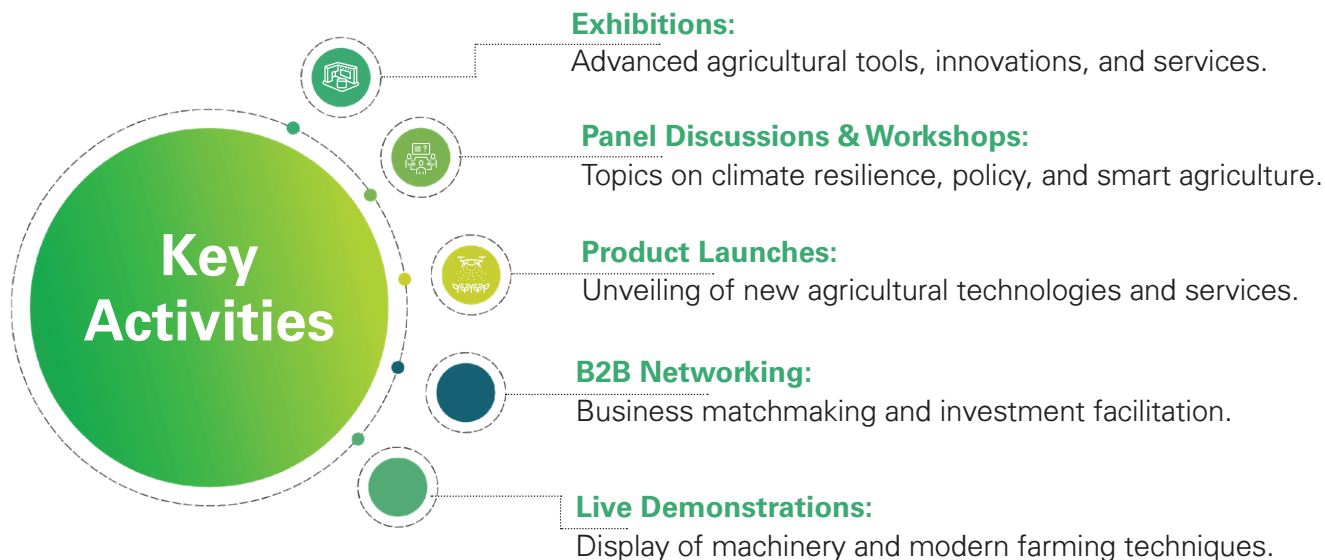 Key
Activities
Exhibitions:
Advanced agricultural tools, innovations, and services.
Panel Discussions & Workshops:
Topics on climate resilience, policy, and smart agriculture.
Product Launches:
Unveiling of new agricultural technologies and services.
B2B Networking:
Business matchmaking and investment facilitation.
Live Demonstrations:
Display of machinery and modern farming techniques.